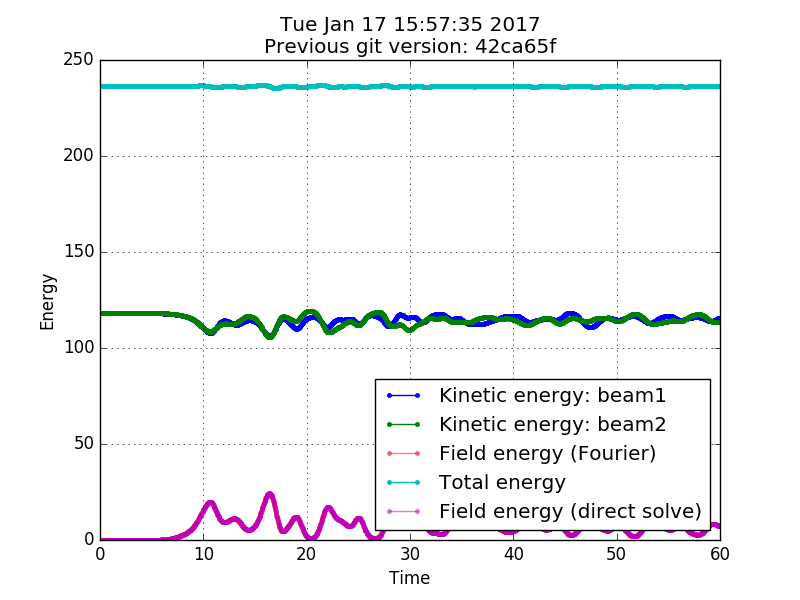 Tue Jan 17 15:57:35 2017
Previous git version: 42ca65f
250
200
150
100
50
0
Energy
Kinetic energy: beam1
Kinetic energy: beam2
Field energy (Fourier)
Total energy
Field energy (direct solve)
0 10 20 30 40 50 60
Time